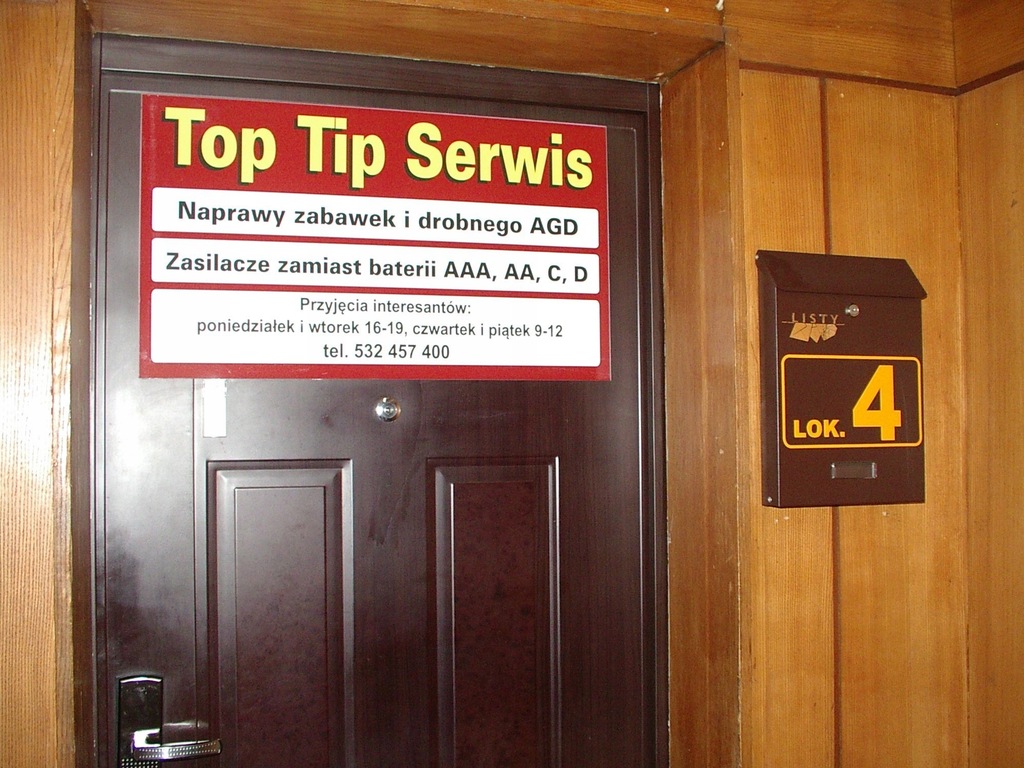 Top Tip Serwis
Naprawy zabawek i drobnego AGD
Zasilacze zamiast baterii AAA, AA, C, D
Przyjęcia interesantów:
poniedziałek i wtorek 16-19, czwartek i piątek 9-12
tel. 532 457 400
LISTY
LOK. 4